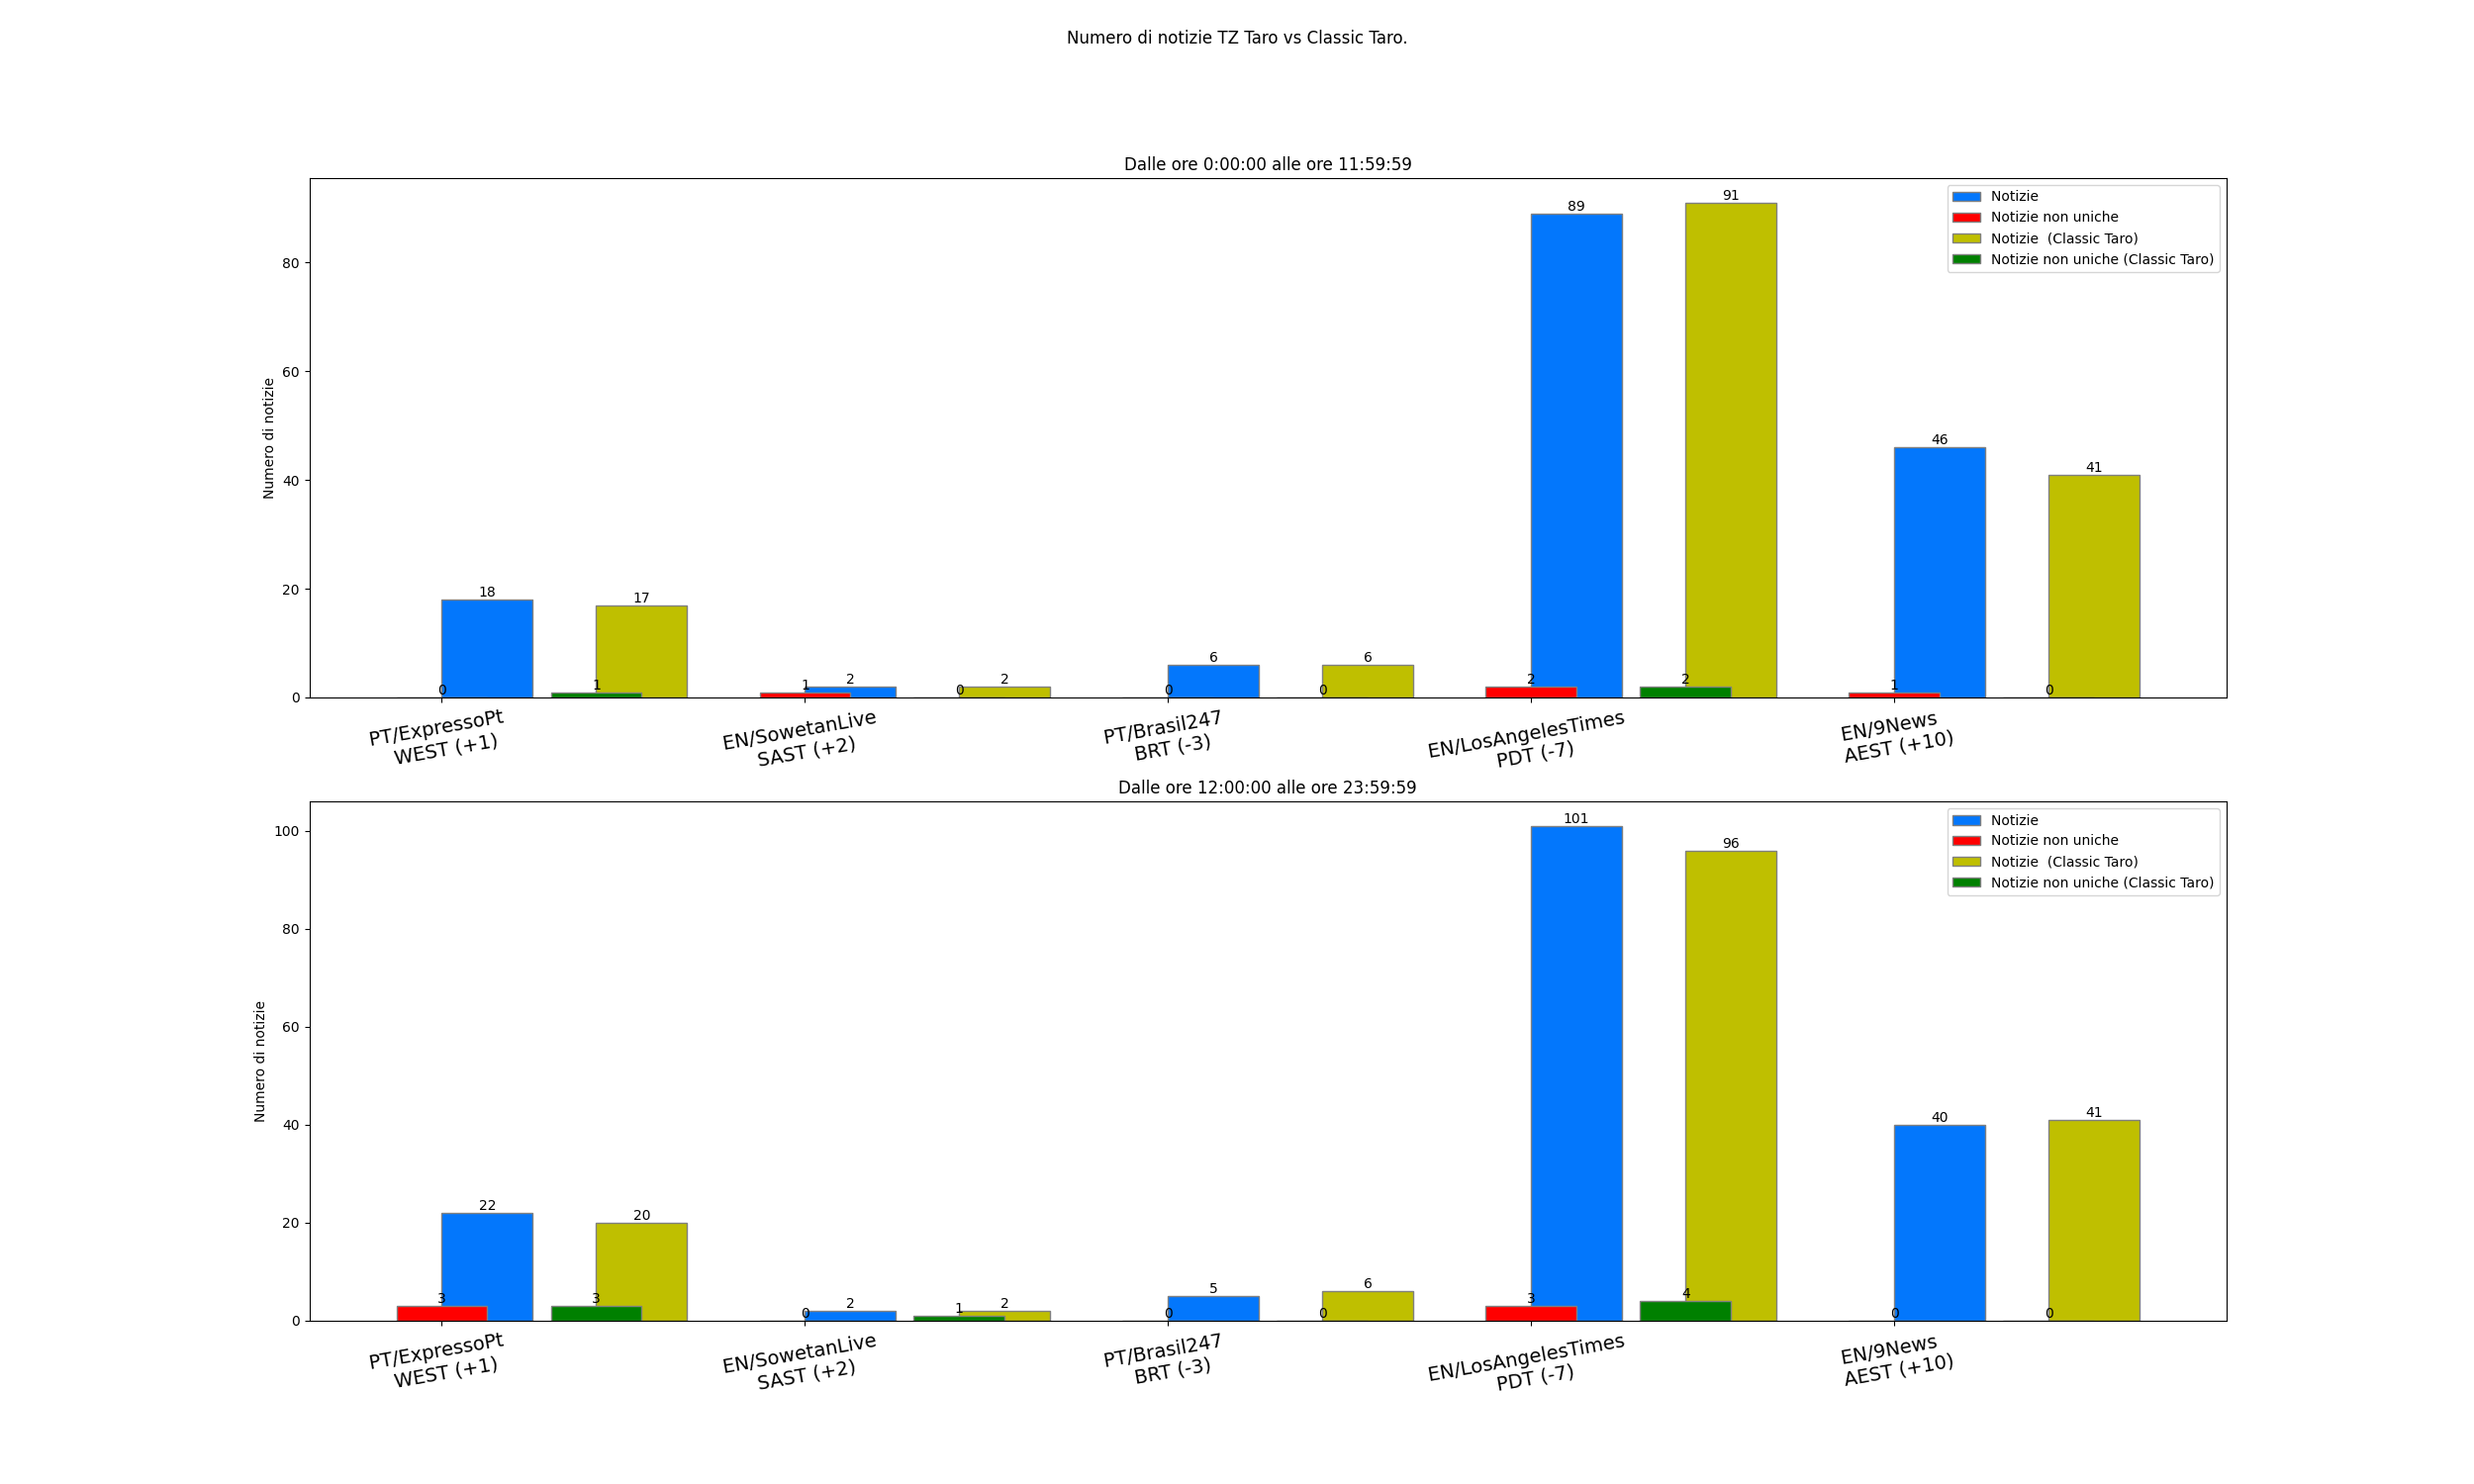 Numero di notizie TZ Taro vs Classic Taro.
Dalle ore 0:00:00 alle ore 11:59:59
Numero di notizie
80
60
40
20
0
Notizie
Notizie non uniche
Notizie  (Classic Taro)
Notizie non uniche (Classic Taro)
0 18 1 17
1 2 0 2
0 6 0 6
2 89 2 91
1 46 0 41
PT/ExpressoPt
WEST (+1)
EN/SowetanLive
SAST (+2)
PT/Brasil247
BRT (-3)
EN/LosAngelesTimes
PDT (-7)
EN/9News
AEST (+10)
Dalle ore 12:00:00 alle ore 23:59:59
Numero di notizie
100
80
60
40
20
0
Notizie
Notizie non uniche
Notizie  (Classic Taro)
Notizie non uniche (Classic Taro)
3 22 3 20
0 2 1 2
0 5 0 6
3 101 4 96
0 40 0 41
PT/ExpressoPt
WEST (+1)
EN/SowetanLive
SAST (+2)
PT/Brasil247
BRT (-3)
EN/LosAngelesTimes
PDT (-7)
EN/9News
AEST (+10)